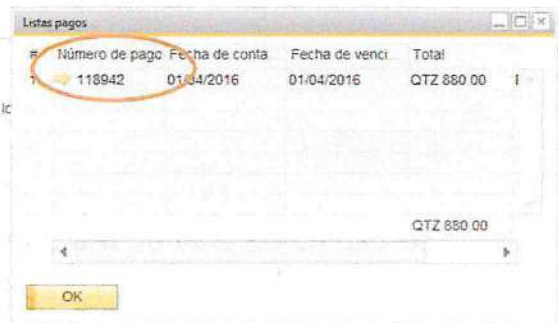 Listas pagos
# Número de pago Fecha de conta... Fecha de venci... Total
1 118942 01/04/2016 01/04/2016 QTZ 880 00
QTZ 880 00
OK